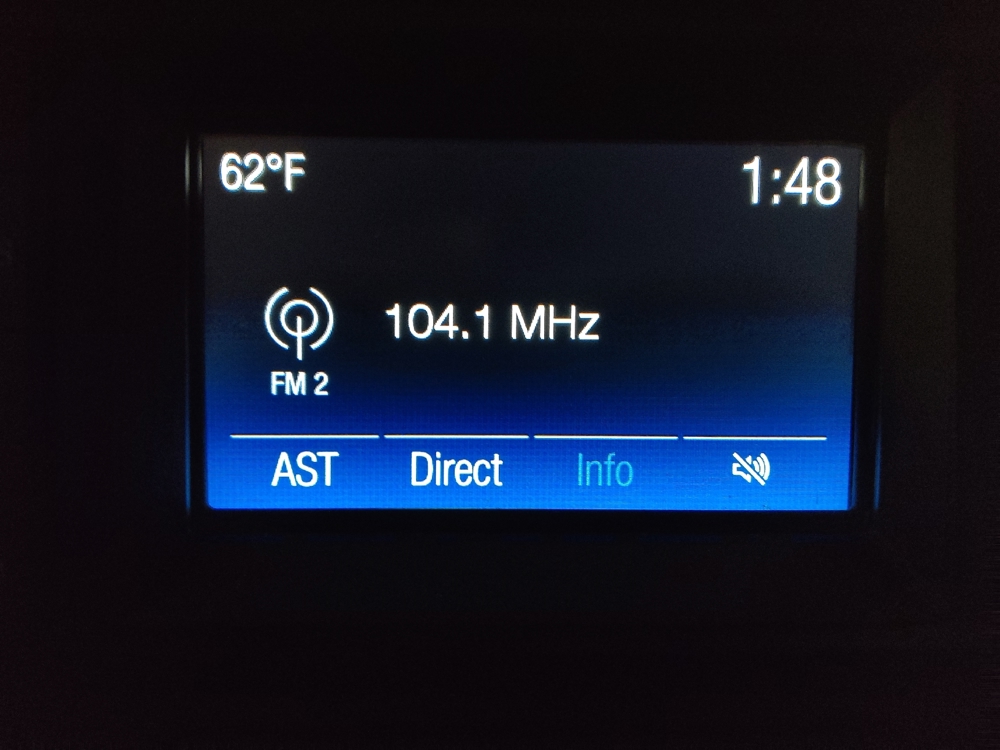 62°F
1:48
104.1 MHz
FM 2
AST
Direct
Info